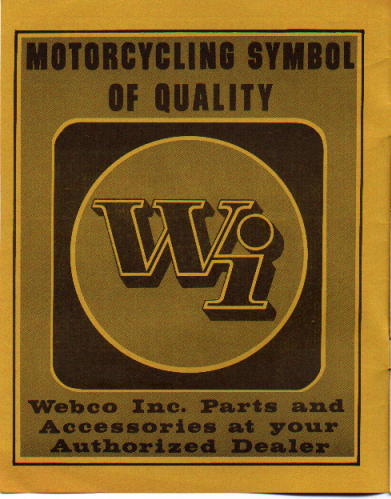 MOTORCYCLING SYMBOL
OF QUALITY
Wi
Webco Inc. Parts and
Accessories at your
Authorized Dealer